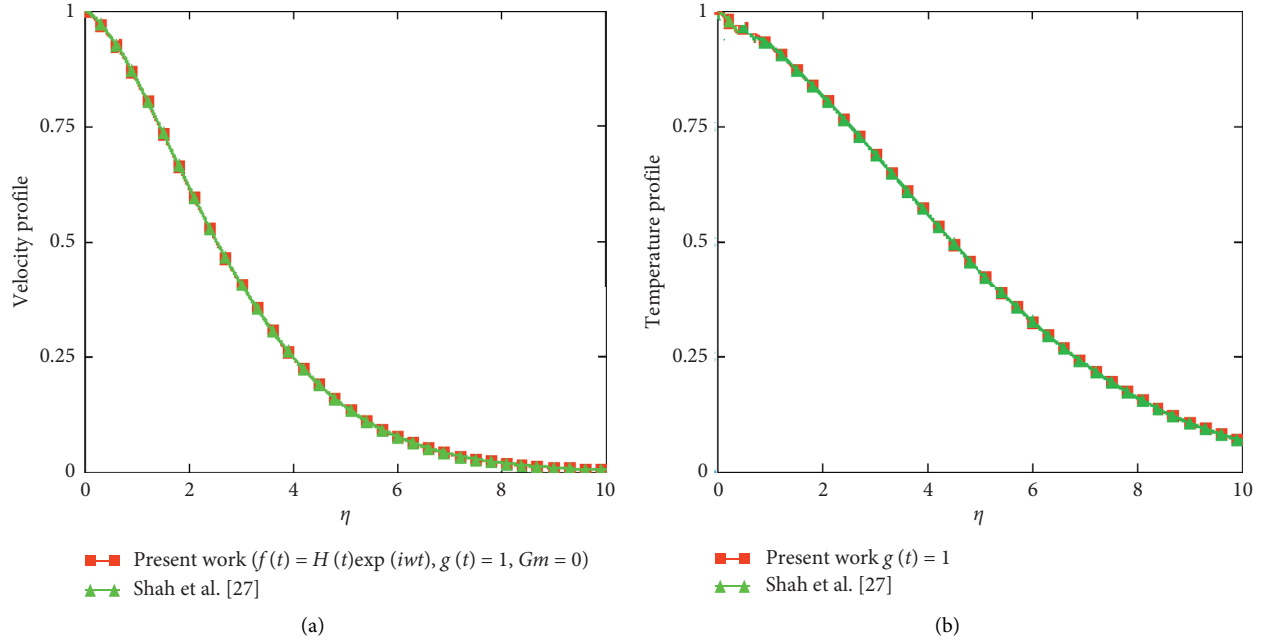 1
0.75
0.5
0.25
0
Velocity profile
0 2 4 6 8 10
η
Present work (f (t) = H (t)exp (iwt), g (t) = 1, Gm = 0)
Shah et al. [27]
(a)
1
0.75
0.5
0.25
0
Temperature profile
0 2 4 6 8 10
η
Present work g (t) = 1
Shah et al. [27]
(b)